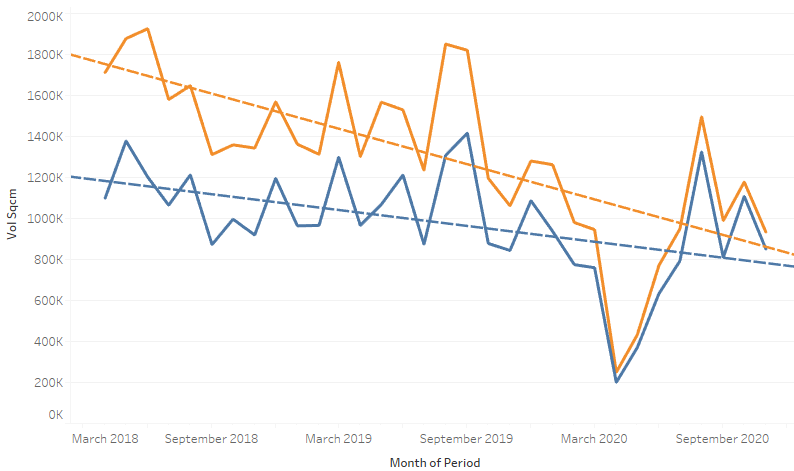 2000K
1800K
1600K
1400K
1200K
1000K
800K
600K
400K
200K
0K
Vol Sqcm
March 2018 September 2018 March 2019 September 2019 March 2020 September 2020
Month of Period